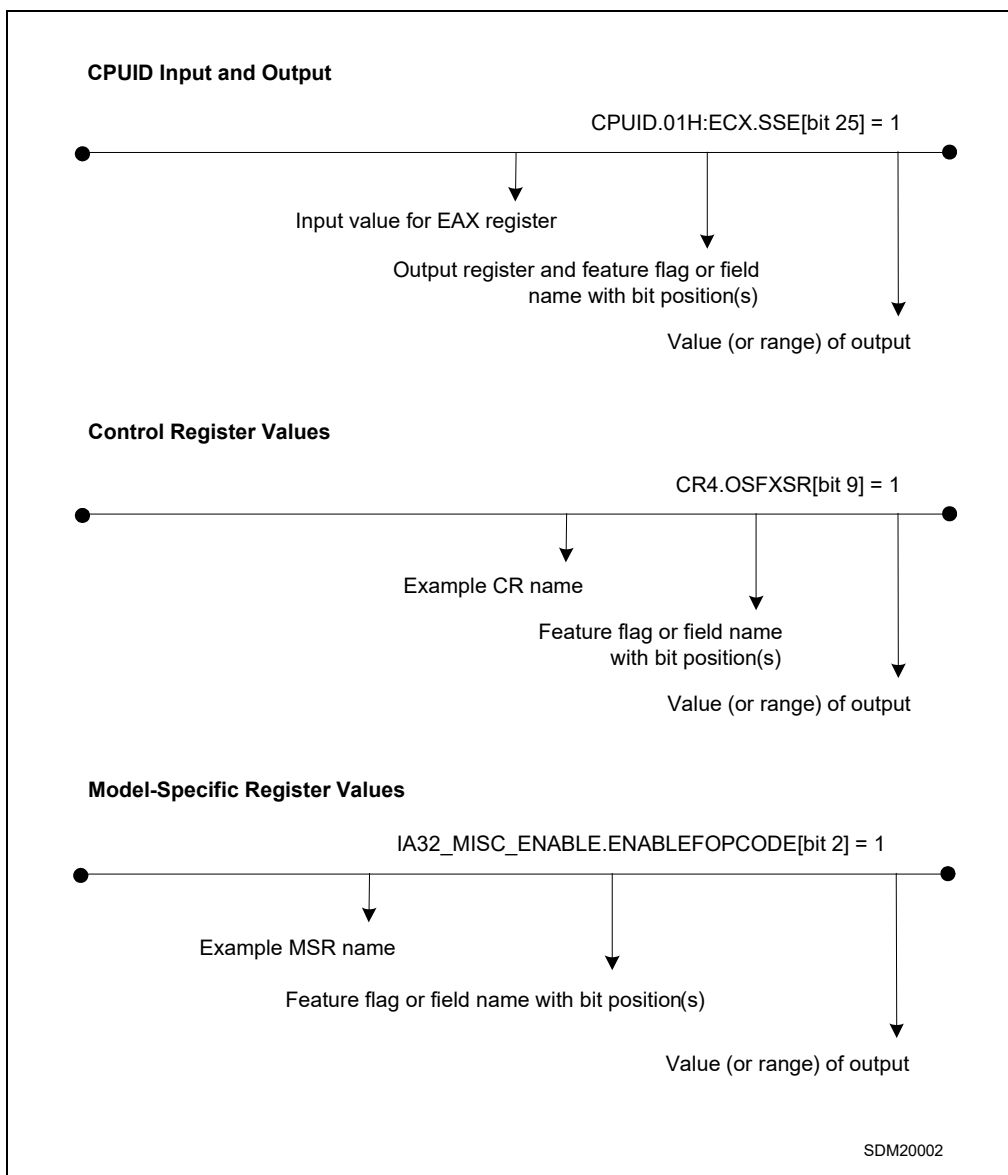 CPUID Input and Output
CPUID.01H:ECX.SSE[bit 25] = 1
Input value for EAX register
Output register and feature flag or field
name with bit position(s)
Value (or range) of output
Control Register Values
CR4.OSFXSR[bit 9] = 1
Example CR name
Feature flag or field name
with bit position(s)
Value (or range) of output
Model-Specific Register Values
IA32_MISC_ENABLE.ENABLEFOPCODE[bit 2] = 1
Example MSR name
Feature flag or field name with bit position(s)
Value (or range) of output
SDM20002